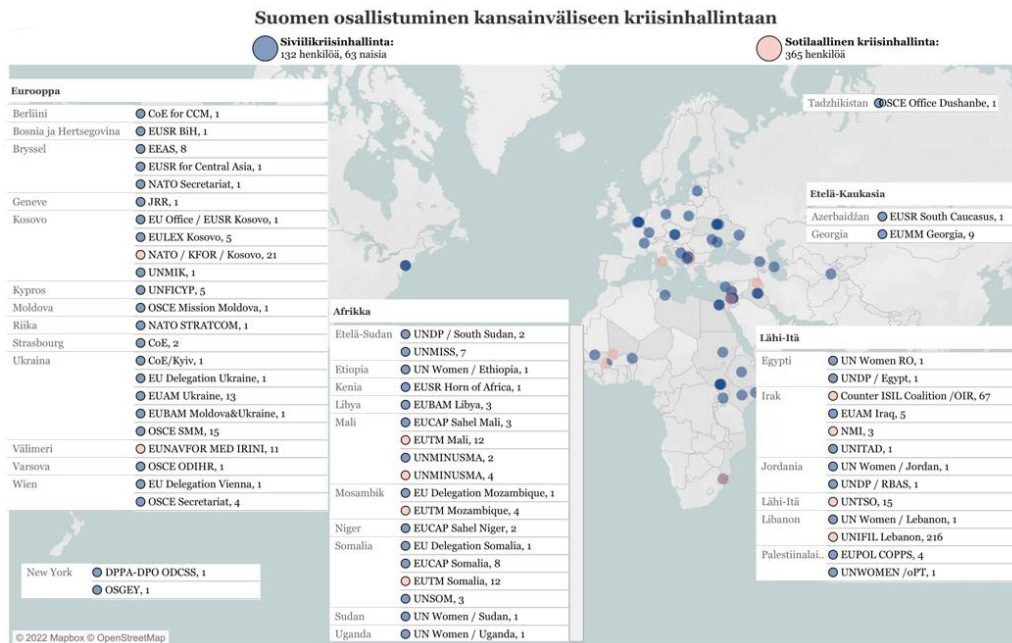 Suomen osallistuminen kansainväliseen kriisinhallintaan
Siviilikriisinhallinta:
132 henkilöä, 63 naisia
Sotilaallinen kriisinhallinta:
365 henkilöä
Eurooppa
Berliini CoE for CCM, 1
Bosnia ja Hertsegovina EUSR BiH, 1
Bryssel EEAS, 8
EUSR for Central Asia, 1
NATO Secretariat, 1
Geneve JRR, 1
Kosovo EU Office / EUSR Kosovo, 1
EULEX Kosovo, 5
NATO / KFOR / Kosovo, 21
UNMIK, 1
Kypros UNFICYP, 5
Moldova OSCE Mission Moldova, 1
Riika NATO STRATCOM, 1
Strasbourg CoE, 2
Ukraina CoE/Kyiv, 1
EU Delegation Ukraine, 1
EUAM Ukraine, 13
EUBAM Moldova&Ukraine, 1
OSCE SMM, 15
Välimeri EUNAVFOR MED IRINI, 11
Varsova OSCE ODIHR, 1
Wien EU Delegation Vienna, 1
OSCE Secretariat, 4
New York DPPA-DPO ODCSS, 1
OSGEY, 1
Afrikka
Etelä-Sudan UNDP / South Sudan, 2
UNMISS, 7
Etiopia UN Women / Ethiopia, 1
Kenia EUSR Horn of Africa, 1
Libya EUBAM Libya, 3
Mali EUCAP Sahel Mali, 3
EUTM Mali, 12
UNMINUSMA, 2
UNMINUSMA, 4
Mosambik EU Delegation Mozambique, 1
EUTM Mozambique, 4
Niger EUCAP Sahel Niger, 2
Somalia EU Delegation Somalia, 1
EUCAP Somalia, 8
EUTM Somalia, 12
UNSOM, 3
Sudan UN Women / Sudan, 1
Uganda UN Women / Uganda, 1
Tadzhikistan OSCE Office Dushanbe, 1
Etelä-Kaukasia
Azerbaidžan EUSR South Caucasus, 1
Georgia EUMM Georgia, 9
Lähi-Itä
Egypti UN Women RO, 1
UNDP / Egypt, 1
Irak Counter ISIL Coalition /OIR, 67
EUAM Iraq, 5
NMI, 3
UNITAD, 1
Jordania UN Women / Jordan, 1
UNDP / RBAS, 1
Lähi-Itä UNTSO, 15
Libanon UN Women / Lebanon, 1
UNIFIL Lebanon, 216
Palestiinalai.. EUPOL COPPS, 4
UNWOMEN /oPT, 1
© 2022 Mapbox © OpenStreetMap